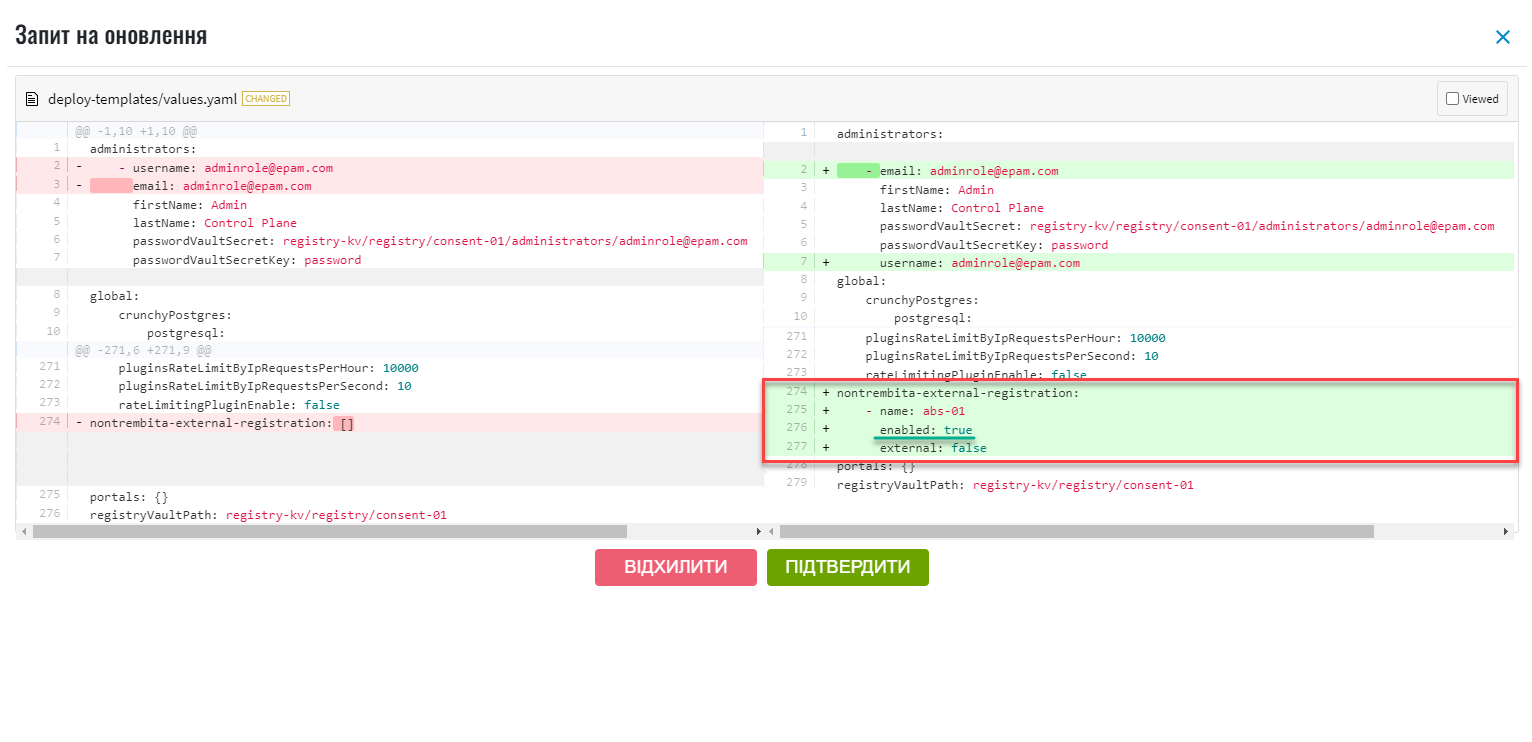 Запит на оновлення
deploy-templates/values.yaml CHANGED
Viewed
@@ -1,10 +1,10 @@
1 administrators:
2 - - username: adminrole@epam.com
3 - email: adminrole@epam.com
4 firstName: Admin
5 lastName: Control Plane
6 passwordVaultSecret: registry-kv/registry/consent-01/administrators/adminrole@epam.com
7 passwordVaultSecretKey: password
8 global:
9 crunchyPostgres:
10 postgresql:
@@ -271,6 +271,9 @@
271 pluginsRateLimitByIpRequestsPerHour: 10000
272 pluginsRateLimitByIpRequestsPerSecond: 10
273 rateLimitingPluginEnable: false
274 - nontrembita-external-registration: []
275 portals: {}
276 registryVaultPath: registry-kv/registry/consent-01
1 administrators:
2 + - email: adminrole@epam.com
3 firstName: Admin
4 lastName: Control Plane
5 passwordVaultSecret: registry-kv/registry/consent-01/administrators/adminrole@epam.com
6 passwordVaultSecretKey: password
7 + username: adminrole@epam.com
8 global:
9 crunchyPostgres:
10 postgresql:
271 pluginsRateLimitByIpRequestsPerHour: 10000
272 pluginsRateLimitByIpRequestsPerSecond: 10
273 rateLimitingPluginEnable: false
274 + nontrembita-external-registration:
275 + - name: abs-01
276 + enabled: true
277 + external: false
278 portals: {}
279 registryVaultPath: registry-kv/registry/consent-01
ВІДХИЛИТИ
ПІДТВЕРДИТИ